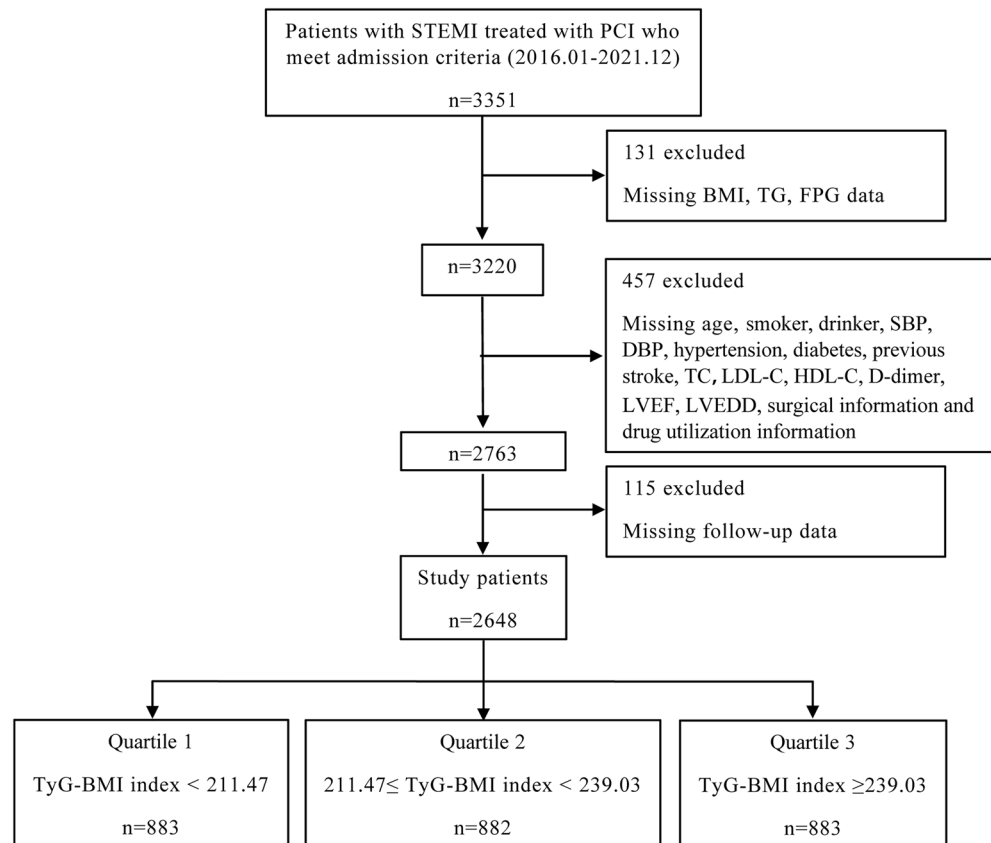 Patients with STEMI treated with PCI who
meet admission criteria (2016.01-2021.12)
n=3351
131 excluded
Missing BMI, TG, FPG data
n=3220
457 excluded
Missing age, smoker, drinker, SBP,
DBP, hypertension, diabetes, previous
stroke, TC, LDL-C, HDL-C, D-dimer,
LVEF, LVEDD, surgical information and
drug utilization information
n=2763
115 excluded
Missing follow-up data
Study patients
n=2648
Quartile 1
TyG-BMI index < 211.47
n=883
Quartile 2
211.47≤ TyG-BMI index < 239.03
n=882
Quartile 3
TyG-BMI index ≥239.03
n=883